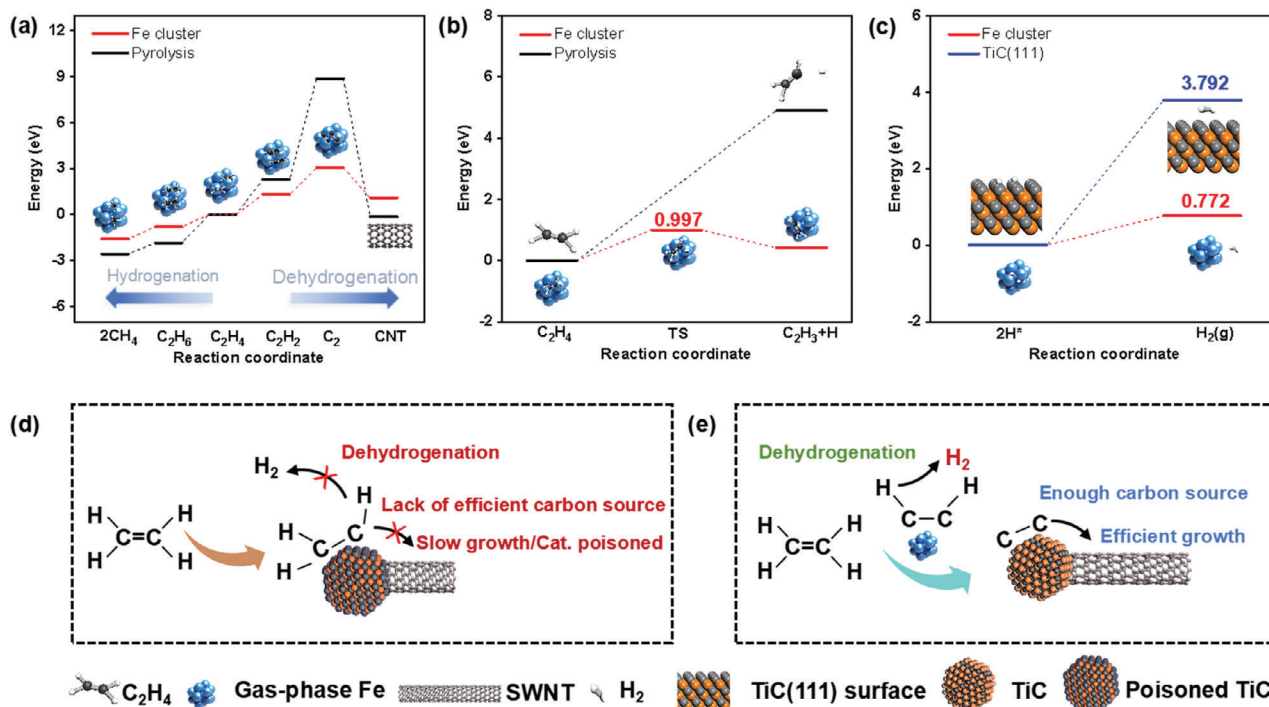 (a)
Fe cluster
Pyrolysis
Energy (eV)
12
9
6
3
0
-3
-6
Hydrogenation
Dehydrogenation
2CH₄ C₂H₆ C₂H₄ C₂H₂ C₂ CNT
Reaction coordinate
(b)
Fe cluster
Pyrolysis
Energy (eV)
8
6
4
2
0
-2
0.997
C₂H₄ TS C₂H₃+H
Reaction coordinate
(c)
Fe cluster
TiC(111)
Energy (eV)
6
4
2
0
-2
3.792
0.772
2H* H₂(g)
Reaction coordinate
(d)
Dehydrogenation
H₂
Lack of efficient carbon source
Slow growth/Cat. poisoned
H H
C=C
H H
H
C
C
H
(e)
Dehydrogenation
H₂
H H
C-C
H H
C=C
H H
Enough carbon source
C
C
Efficient growth
C₂H₄ Gas-phase Fe SWNT H₂ TiC(111) surface TiC Poisoned TiC